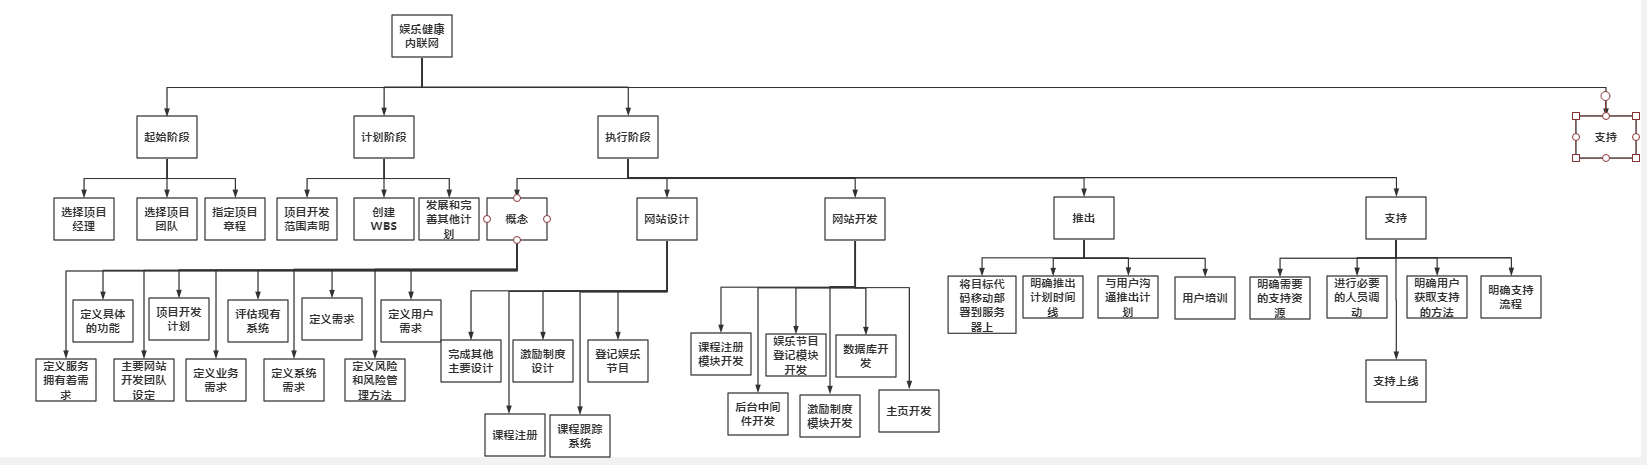 娱乐健康
内联网
起始阶段
计划阶段
执行阶段
支持
选择项目
经理
选择项目
团队
指定项目
章程
项目开发
范围声明
创建
WBS
发展和完
善其他计
划
概念
网站设计
网站开发
推出
支持
定义具体
的功能
项目开发
计划
评估现有
系统
定义需求
定义用户
需求
定义服务
拥有着需
求
主要网站
开发团队
设定
定义业务
需求
定义系统
需求
定义风险
和风险管
理方法
完成其他
主要设计
激励制度
设计
登记娱乐
节目
课程注册
课程跟踪
系统
课程注册
模块开发
娱乐节目
登记模块
开发
数据库开
发
后台中间
件开发
激励制度
模块开发
主页开发
将目标代
码移动部
署到服务
器上
明确推出
计划时间
线
与用户沟
逼推出计
划
用户培训
明确需要
的支持资
源
进行必要
的人员调
动
明确用户
获取支持
的方法
明确支持
流程
支持上线